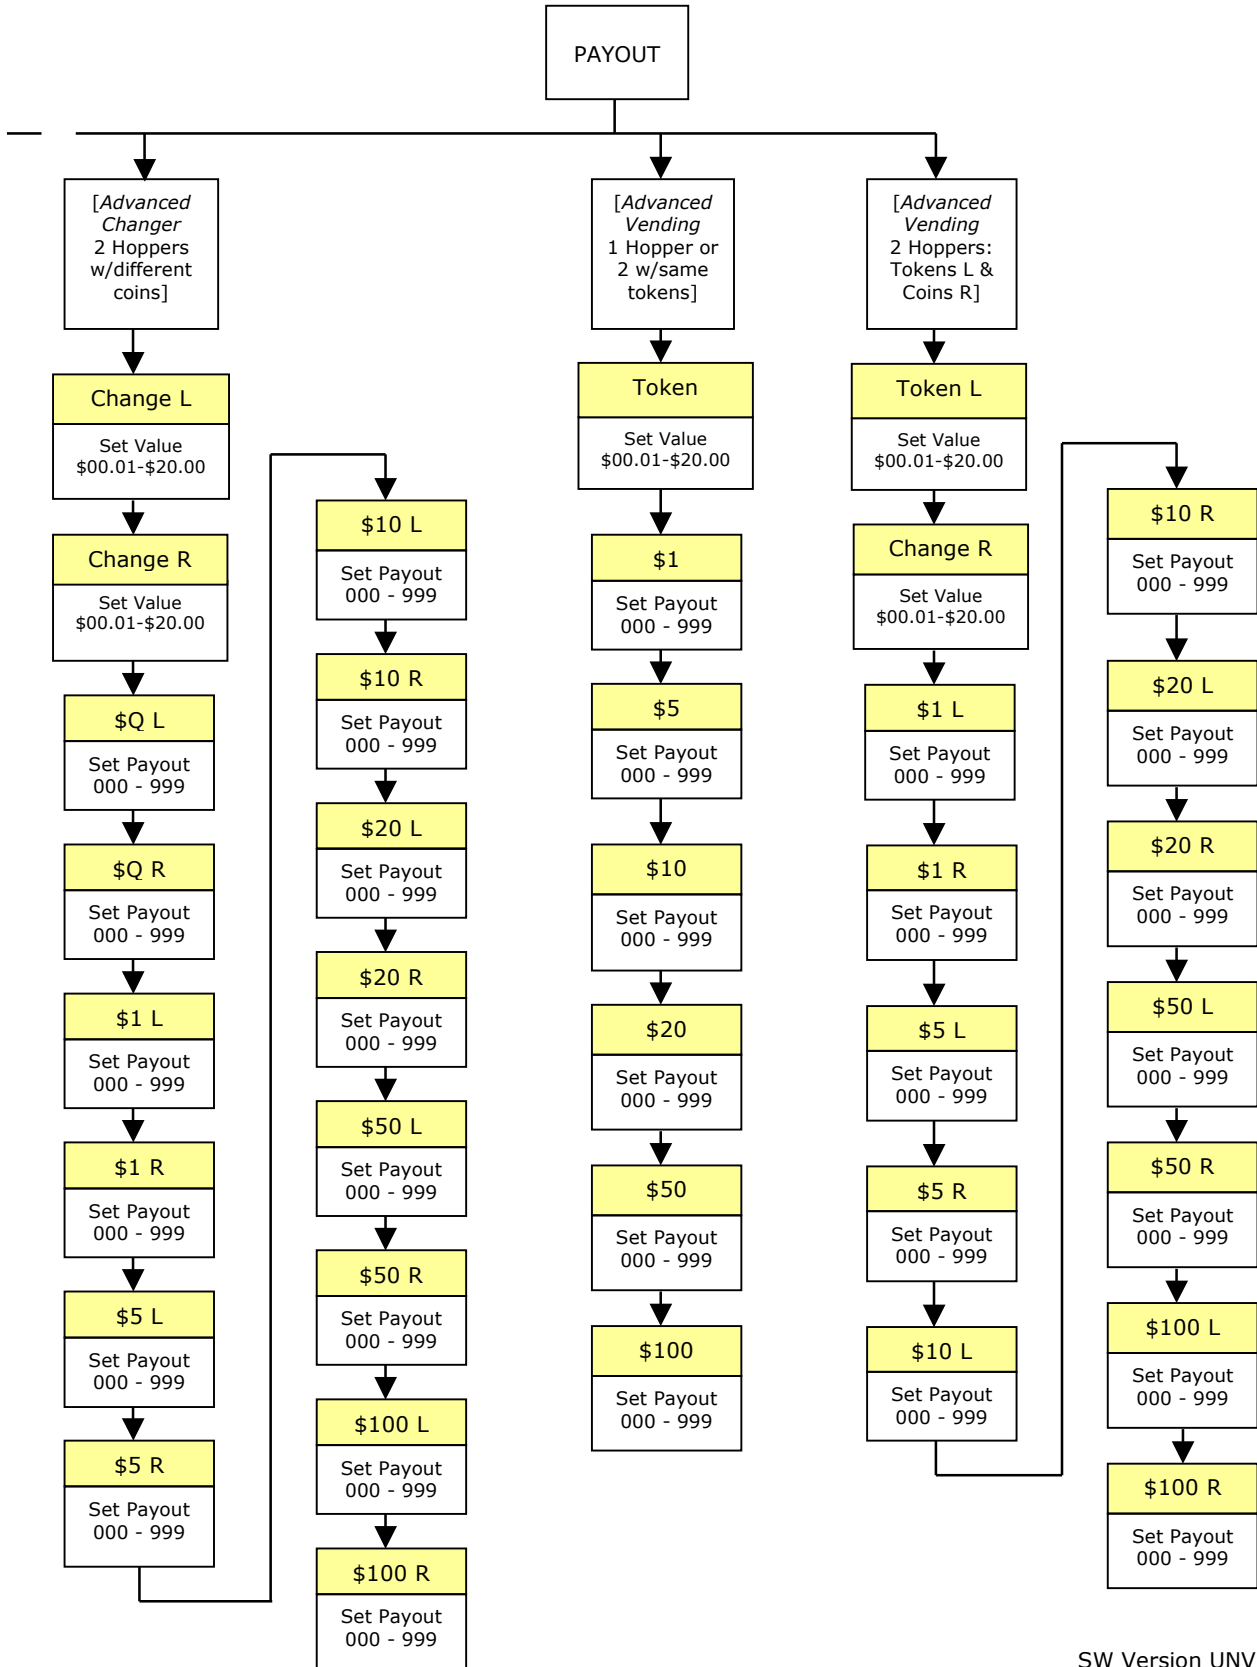 PAYOUT
[Advanced
Changer
2 Hoppers
w/different
coins]
Change L
Set Value
$00.01-$20.00
Change R
Set Value
$00.01-$20.00
$Q L
Set Payout
000 - 999
$Q R
Set Payout
000 - 999
$1 L
Set Payout
000 - 999
$1 R
Set Payout
000 - 999
$5 L
Set Payout
000 - 999
$5 R
Set Payout
000 - 999
$10 L
Set Payout
000 - 999
$10 R
Set Payout
000 - 999
$20 L
Set Payout
000 - 999
$20 R
Set Payout
000 - 999
$50 L
Set Payout
000 - 999
$50 R
Set Payout
000 - 999
$100 L
Set Payout
000 - 999
$100 R
Set Payout
000 - 999
[Advanced
Vending
1 Hopper or
2 w/same
tokens]
Token
Set Value
$00.01-$20.00
$1
Set Payout
000 - 999
$5
Set Payout
000 - 999
$10
Set Payout
000 - 999
$20
Set Payout
000 - 999
$50
Set Payout
000 - 999
$100
Set Payout
000 - 999
[Advanced
Vending
2 Hoppers:
Tokens L &
Coins R]
Token L
Set Value
$00.01-$20.00
Change R
Set Value
$00.01-$20.00
$1 L
Set Payout
000 - 999
$1 R
Set Payout
000 - 999
$5 L
Set Payout
000 - 999
$5 R
Set Payout
000 - 999
$10 L
Set Payout
000 - 999
$10 R
Set Payout
000 - 999
$20 L
Set Payout
000 - 999
$20 R
Set Payout
000 - 999
$50 L
Set Payout
000 - 999
$50 R
Set Payout
000 - 999
$100 L
Set Payout
000 - 999
$100 R
Set Payout
000 - 999
SW Version UNV